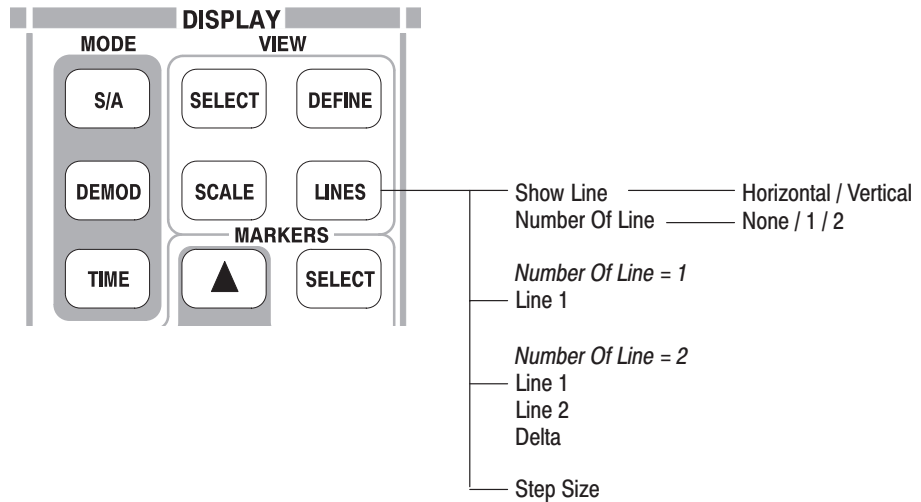 DISPLAY
MODE
VIEW
S/A
SELECT
DEFINE
DEMOD
SCALE
LINES
MARKERS
TIME
SELECT
Show Line
Horizontal / Vertical
Number Of Line
None / 1 / 2
Number Of Line = 1
Line 1
Number Of Line = 2
Line 1
Line 2
Delta
Step Size